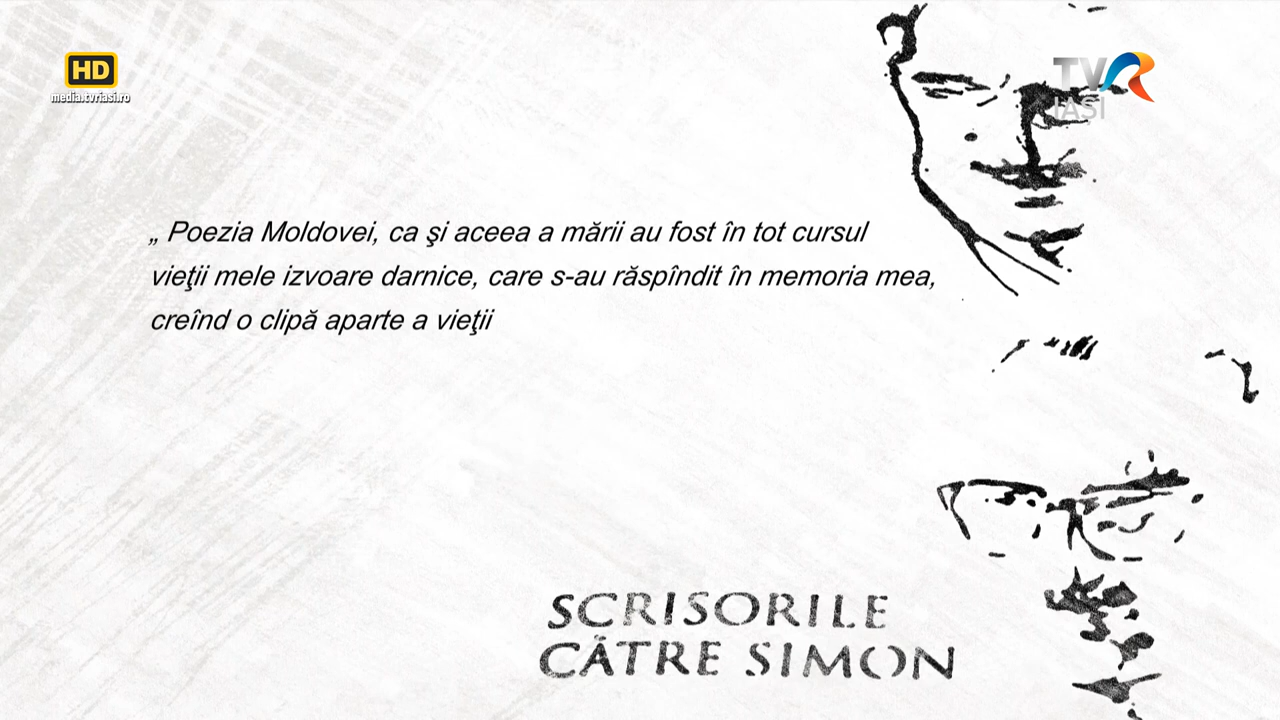 HD
media.tvriasi.ro
TVR
IAȘI
„ Poezia Moldovei, ca şi aceea a mării au fost în tot cursul
vieţii mele izvoare darnice, care s-au răspîndit în memoria mea,
creînd o clipă aparte a vieţii
SCRISORILE
CĂTRE SIMON